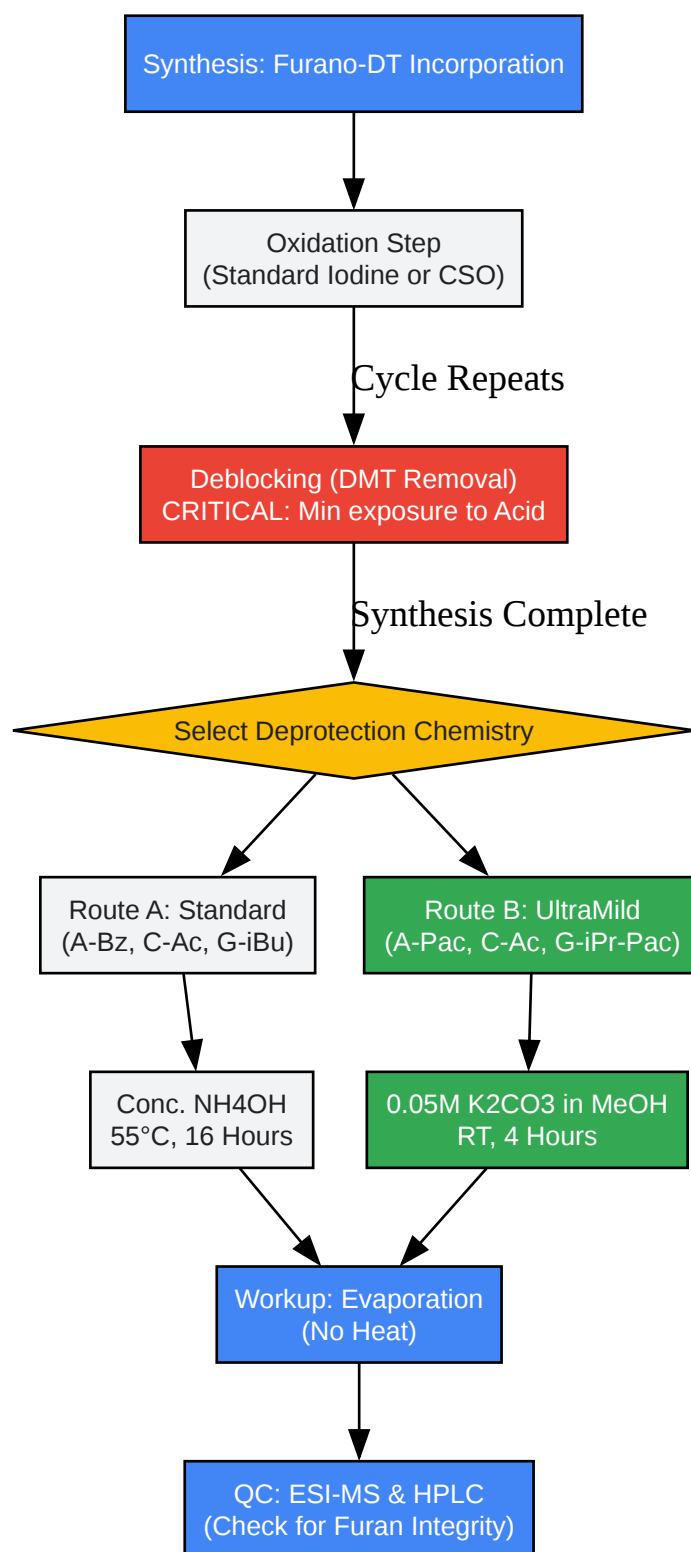 Synthesis: Furano-DT Incorporation
Oxidation Step
(Standard Iodine or CSO)
Cycle Repeats
Deblocking (DMT Removal)
CRITICAL: Min exposure to Acid
Synthesis Complete
Select Deprotection Chemistry
Route A: Standard
(A-Bz, C-Ac, G-iBu)
Route B: UltraMild
(A-Pac, C-Ac, G-iPr-Pac)
Conc. NH4OH
55°C, 16 Hours
0.05M K2CO3 in MeOH
RT, 4 Hours
Workup: Evaporation
(No Heat)
QC: ESI-MS & HPLC
(Check for Furan Integrity)